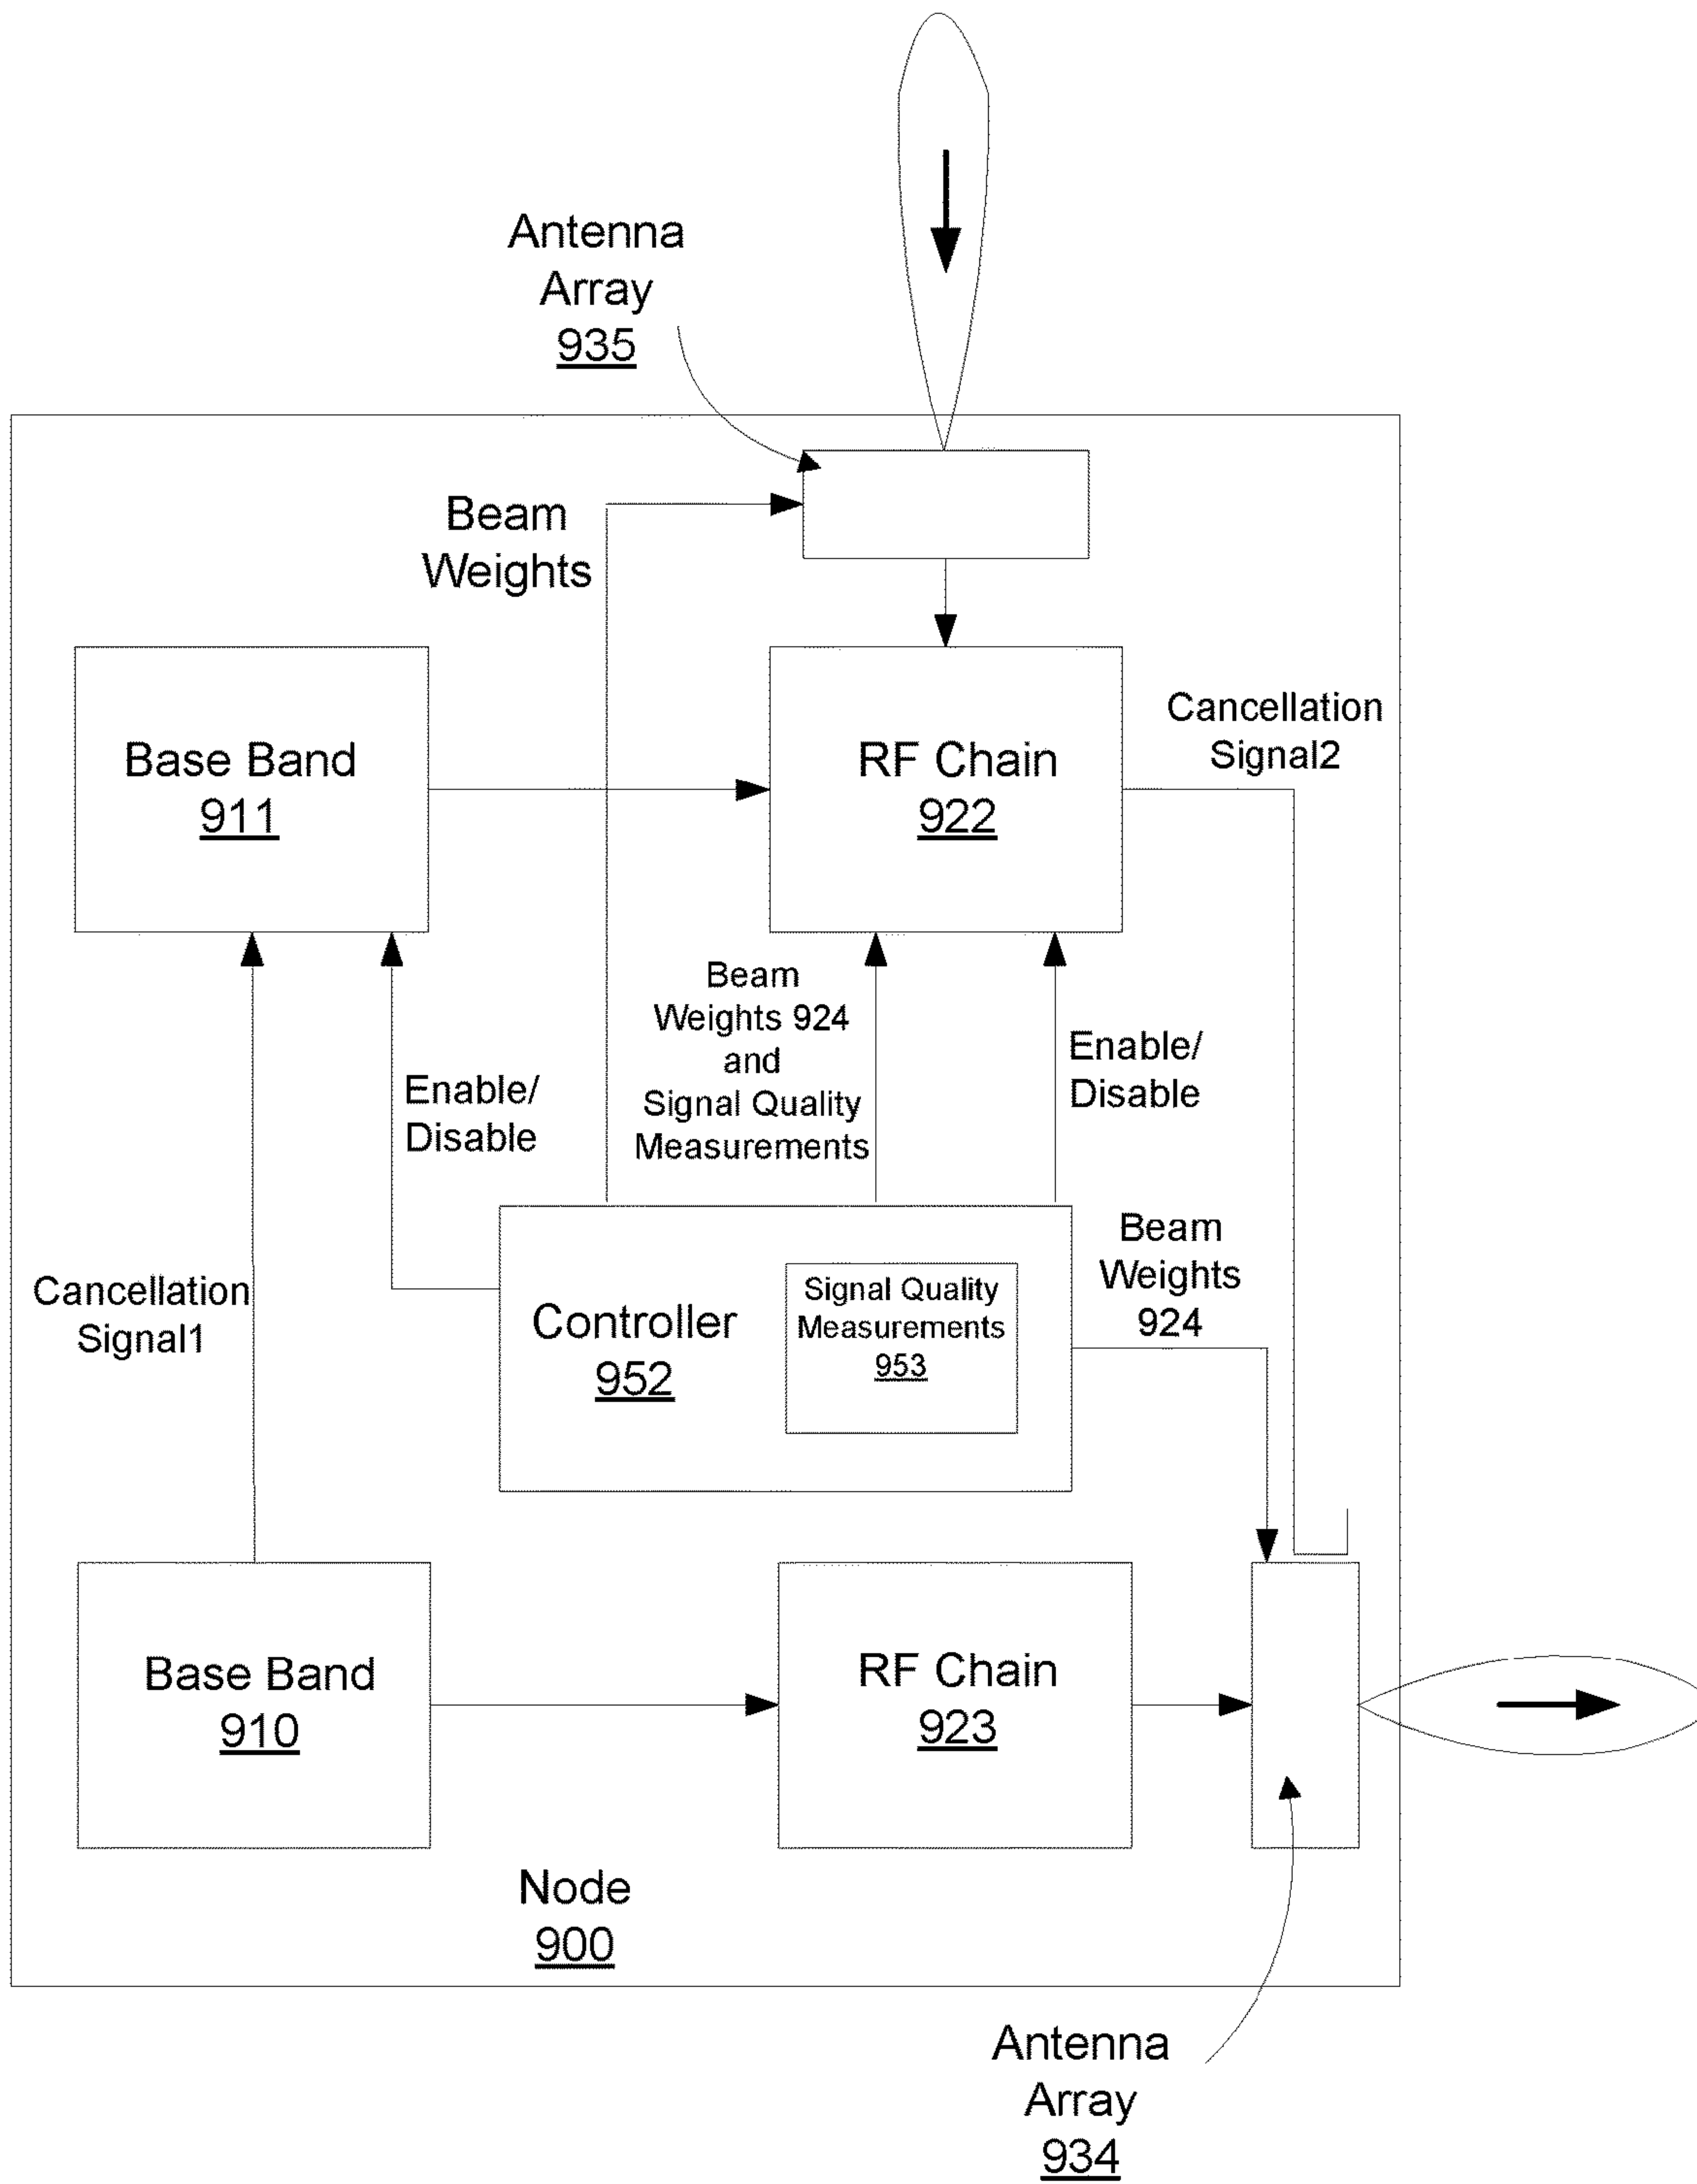 Antenna
Array
935
Beam
Weights
Base Band
911
RF Chain
922
Cancellation
Signal2
Beam
Weights 924
and
Signal Quality
Measurements
Enable/
Disable
Enable/
Disable
Cancellation
Signal1
Controller
952
Signal Quality
Measurements
953
Beam
Weights
924
Base Band
910
RF Chain
923
Node
900
Antenna
Array
934